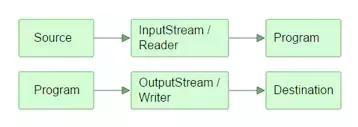 Source
InputStream /
Reader
Program
Program
OutputStream /
Writer
Destination